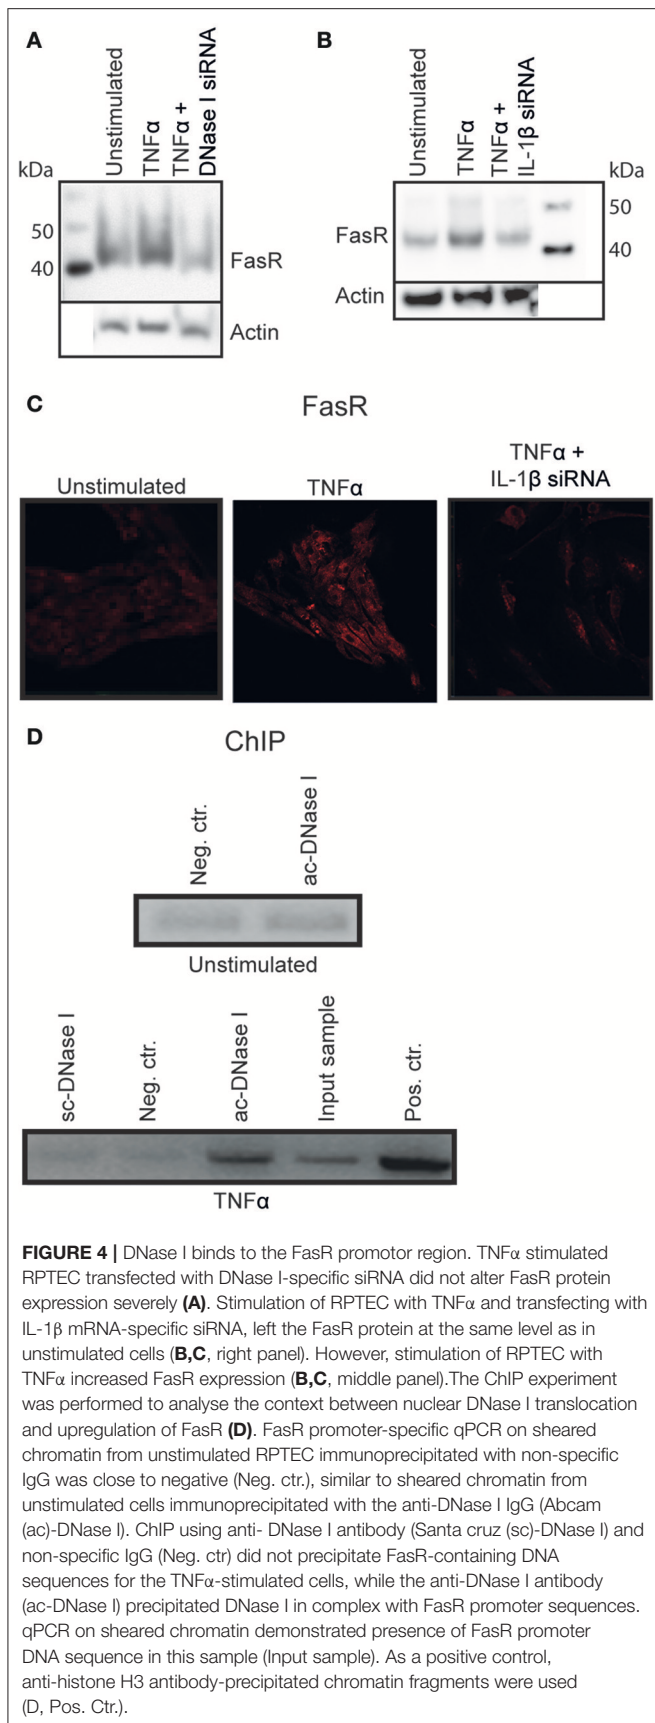 A
B
Unstimulated
TNFα
TNFα +
DNase I siRNA
Unstimulated
TNFα
TNFα +
IL-1β siRNA
kDa
50
40
FasR
Actin
kDa
50
40
FasR
Actin
C
FasR
Unstimulated
TNFα
TNFα +
IL-1β siRNA
D
ChIP
Neg. ctr.
ac-DNase I
Unstimulated
sc-DNase I
Neg. ctr.
ac-DNase I
Input sample
Pos. ctr.
TNFα
FIGURE 4 | DNase I binds to the FasR promotor region. TNFα stimulated
RPTEC transfected with DNase I-specific siRNA did not alter FasR protein
expression severely (A). Stimulation of RPTEC with TNFα and transfecting with
IL-1β mRNA-specific siRNA, left the FasR protein at the same level as in
unstimulated cells (B,C, right panel). However, stimulation of RPTEC with
TNFα increased FasR expression (B,C, middle panel).The ChIP experiment
was performed to analyse the context between nuclear DNase I translocation
and upregulation of FasR (D). FasR promoter-specific qPCR on sheared
chromatin from unstimulated RPTEC immunoprecipitated with non-specific
IgG was close to negative (Neg. ctr.), similar to sheared chromatin from
unstimulated cells immunoprecipitated with the anti-DNase I IgG (Abcam
(ac)-DNase I). ChIP using anti- DNase I antibody (Santa cruz (sc)-DNase I) and
non-specific IgG (Neg. ctr) did not precipitate FasR-containing DNA
sequences for the TNFα-stimulated cells, while the anti-DNase I antibody
(ac-DNase I) precipitated DNase I in complex with FasR promoter sequences.
qPCR on sheared chromatin demonstrated presence of FasR promoter
DNA sequence in this sample (Input sample). As a positive control,
anti-histone H3 antibody-precipitated chromatin fragments were used
(D, Pos. Ctr.).